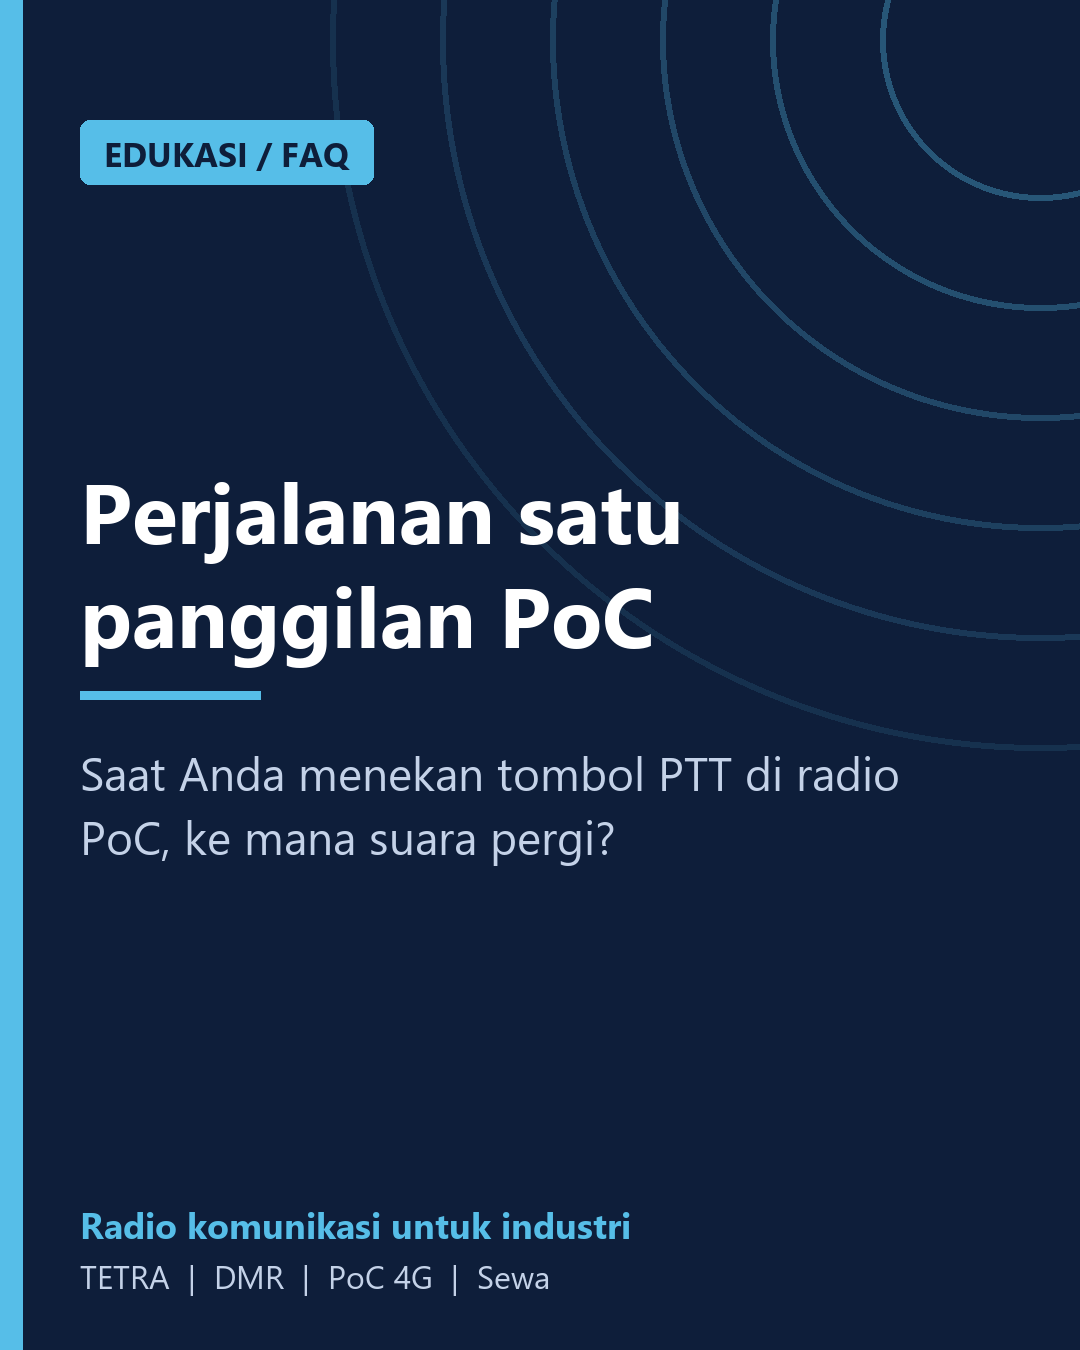 EDUKASI / FAQ
Perjalanan satu
panggilan PoC
Saat Anda menekan tombol PTT di radio
PoC, ke mana suara pergi?
Radio komunikasi untuk industri
TETRA | DMR | PoC 4G | Sewa